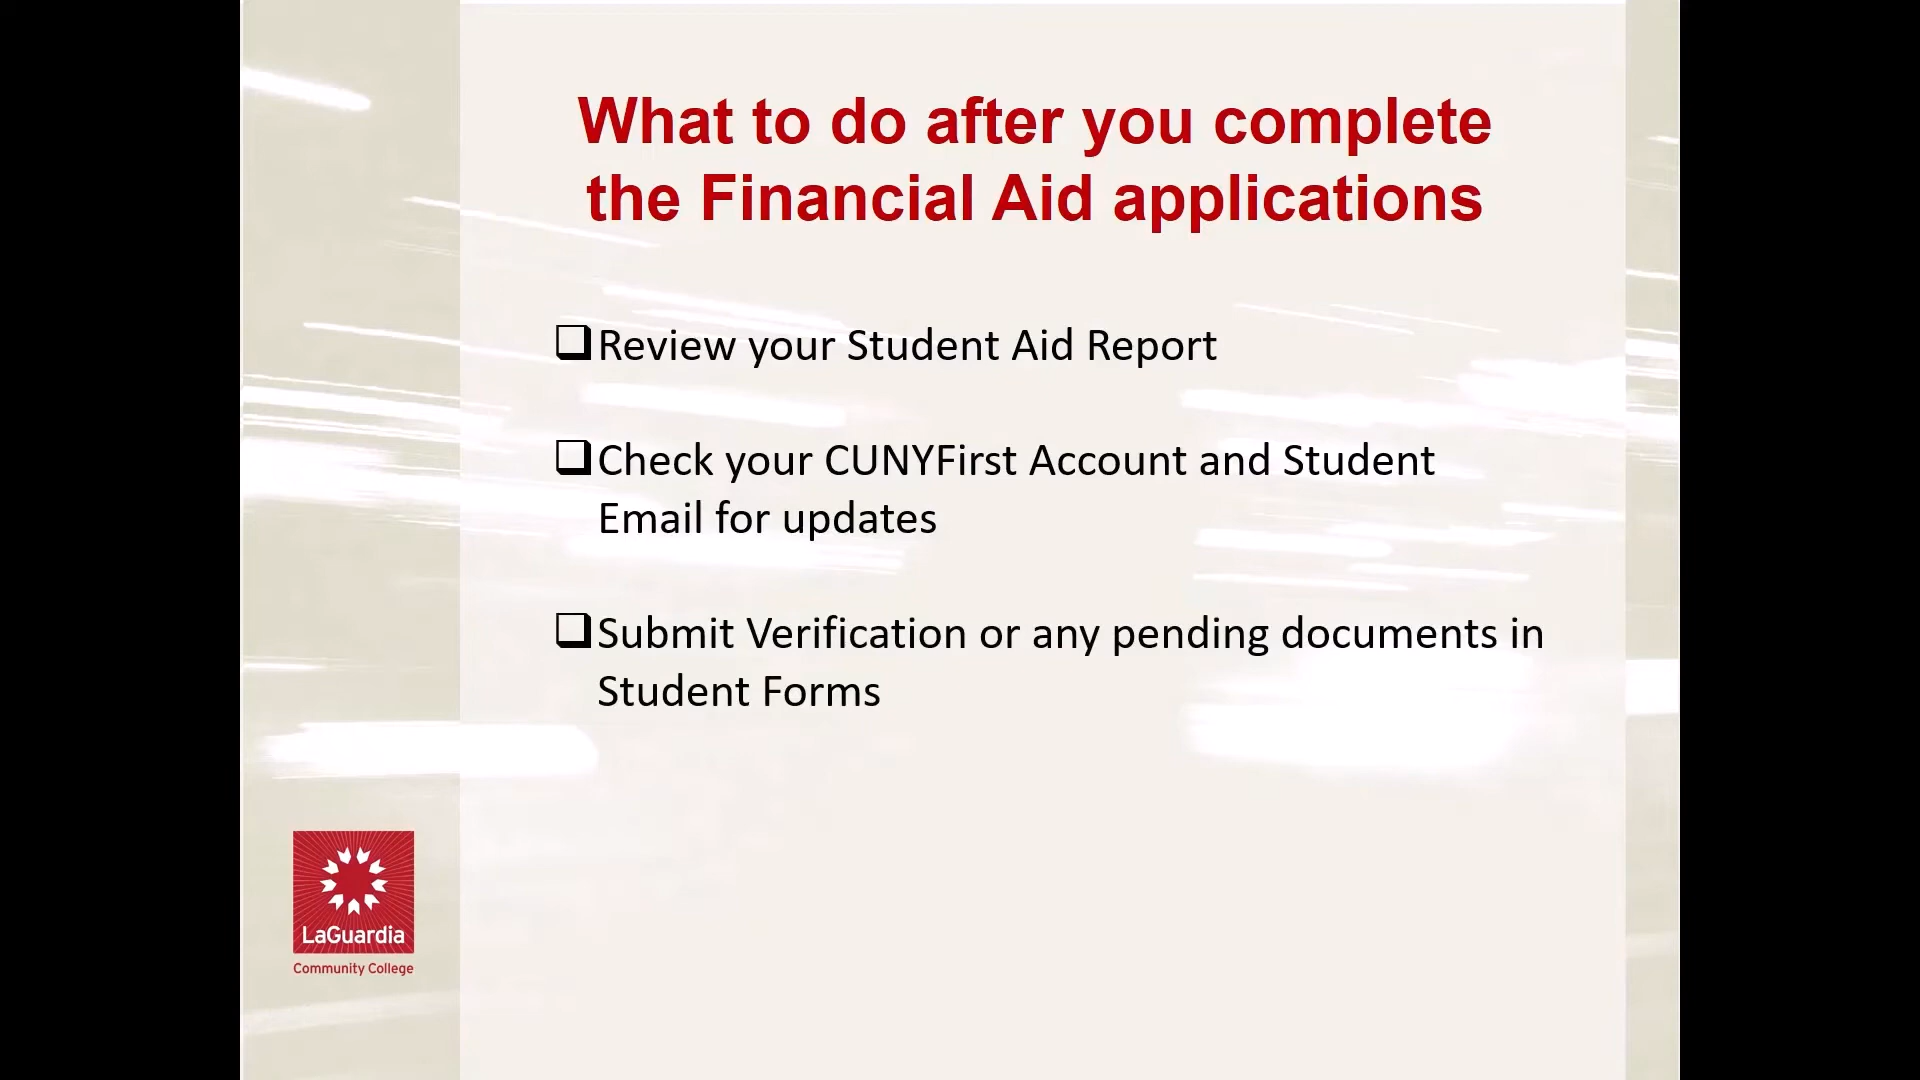 What to do after you complete
the Financial Aid applications
Review your Student Aid Report
Check your CUNYFirst Account and Student
Email for updates
Submit Verification or any pending documents in
Student Forms
LaGuardia
Community College